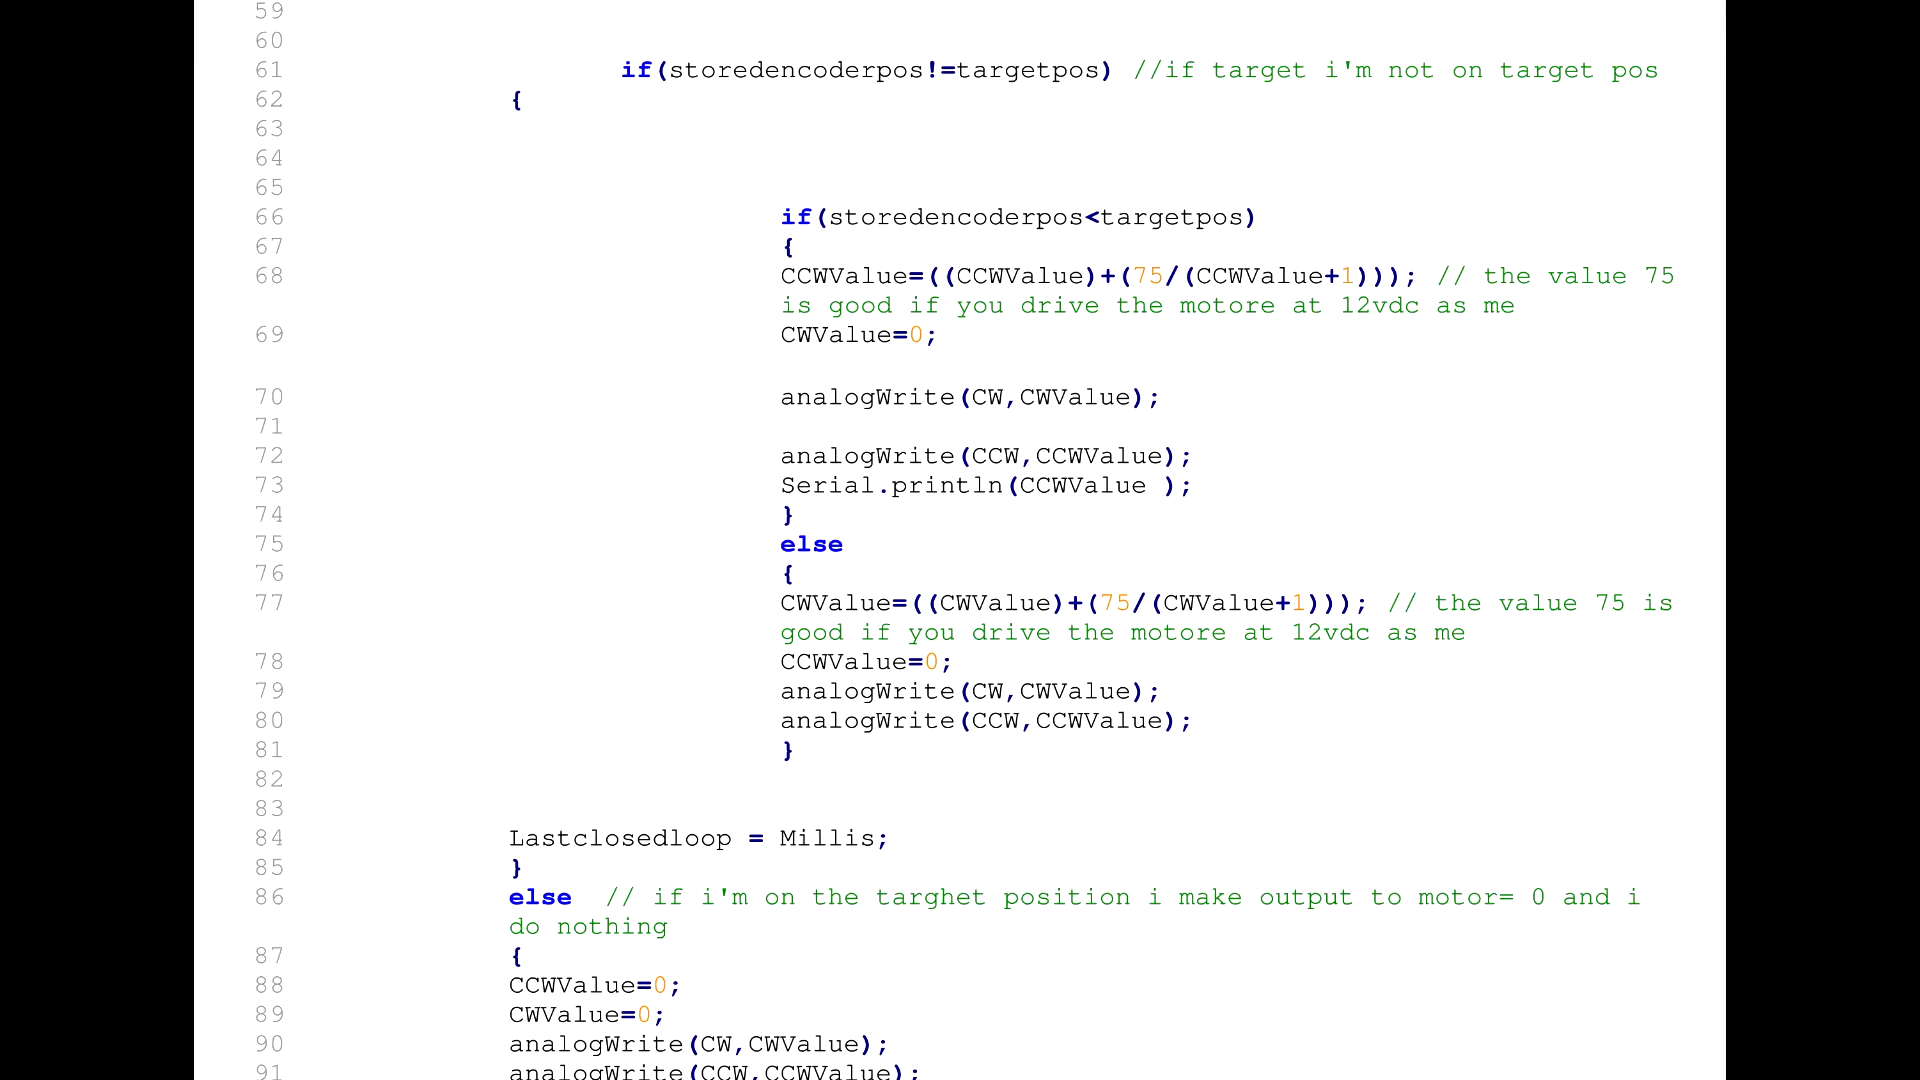 59
60
61 if(storedencoderpos!=targetpos) //if target i'm not on target pos
62 {
63
64
65
66 if(storedencoderpos<targetpos)
67 {
68 CCWValue=((CCWValue)+(75/(CCWValue+1))); // the value 75
is good if you drive the motore at 12vdc as me
69 CWValue=0;
70 analogWrite(CW,CWValue);
71
72 analogWrite(CCW,CCWValue);
73 Serial.println(CCWValue );
74 }
75 else
76 {
77 CWValue=((CWValue)+(75/(CWValue+1))); // the value 75 is
good if you drive the motore at 12vdc as me
78 CCWValue=0;
79 analogWrite(CW,CWValue);
80 analogWrite(CCW,CCWValue);
81 }
82
83
84 Lastclosedloop = Millis;
85 }
86 else  // if i'm on the targhet position i make output to motor= 0 and i
do nothing
87 {
88 CCWValue=0;
89 CWValue=0;
90 analogWrite(CW,CWValue);
91 analogWrite(CCW,CCWValue);